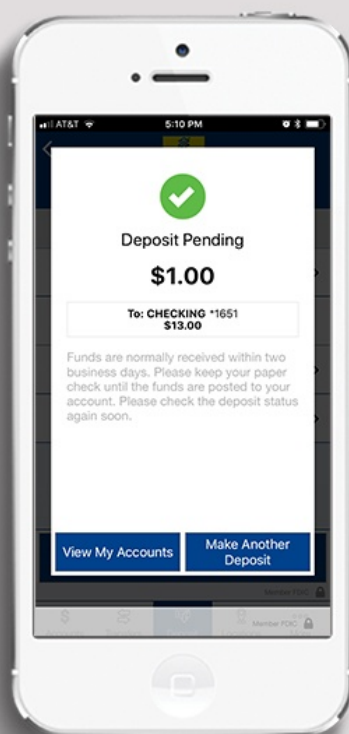 AT&T 5:10 PM
Deposit Pending
$1.00
To: CHECKING *1651
$13.00
Funds are normally received within two
business days. Please keep your paper
check until the funds are posted to your
account. Please check the deposit status
again soon.
View My Accounts
Make Another
Deposit
Member FDIC
Member FDIC